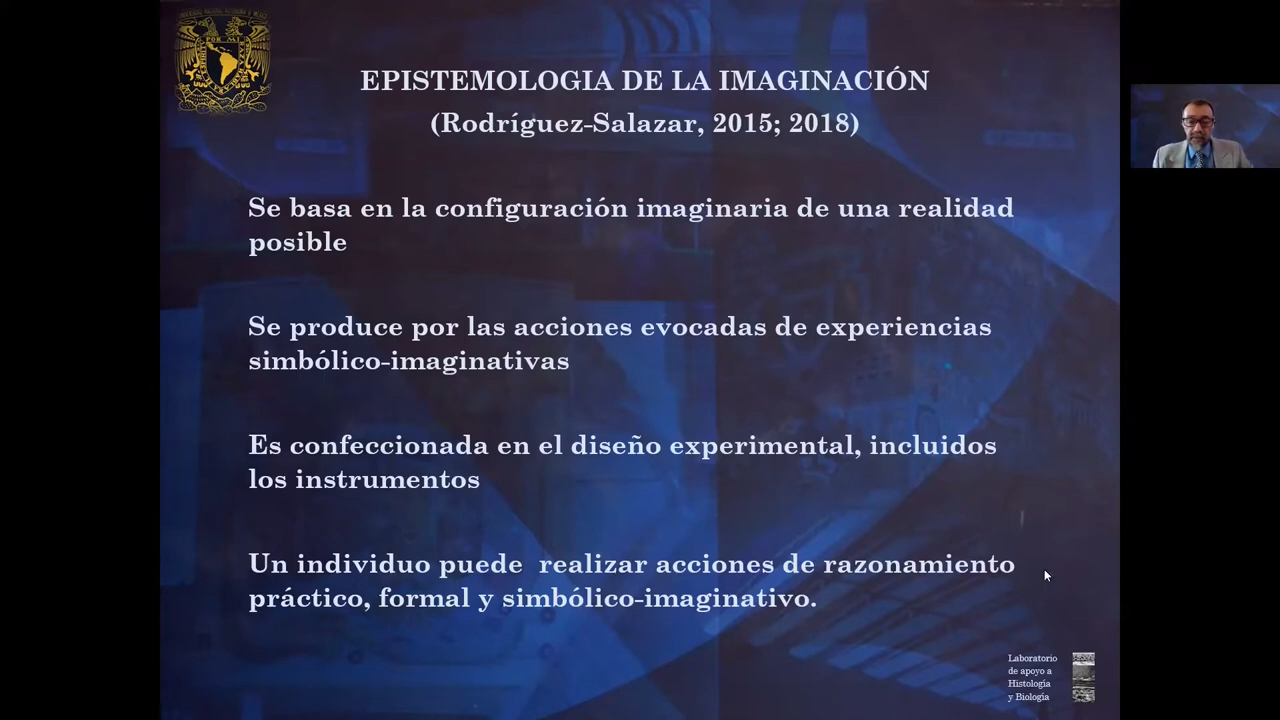 EPISTEMOLOGIA DE LA IMAGINACIÓN
(Rodríguez-Salazar, 2015; 2018)
Se basa en la configuración imaginaria de una realidad
posible
Se produce por las acciones evocadas de experiencias
simbólico-imaginativas
Es confeccionada en el diseño experimental, incluidos
los instrumentos
Un individuo puede  realizar acciones de razonamiento
práctico, formal y simbólico-imaginativo.
Laboratorio
de apoyo a
Histología
y Biología